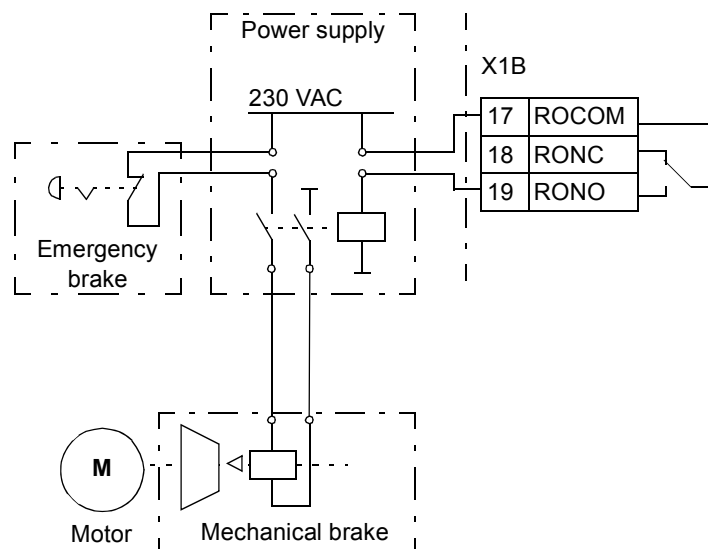 Power supply
X1B
230 VAC
17 ROCOM
18 RONC
19 RONO
Emergency
brake
M
Motor
Mechanical brake